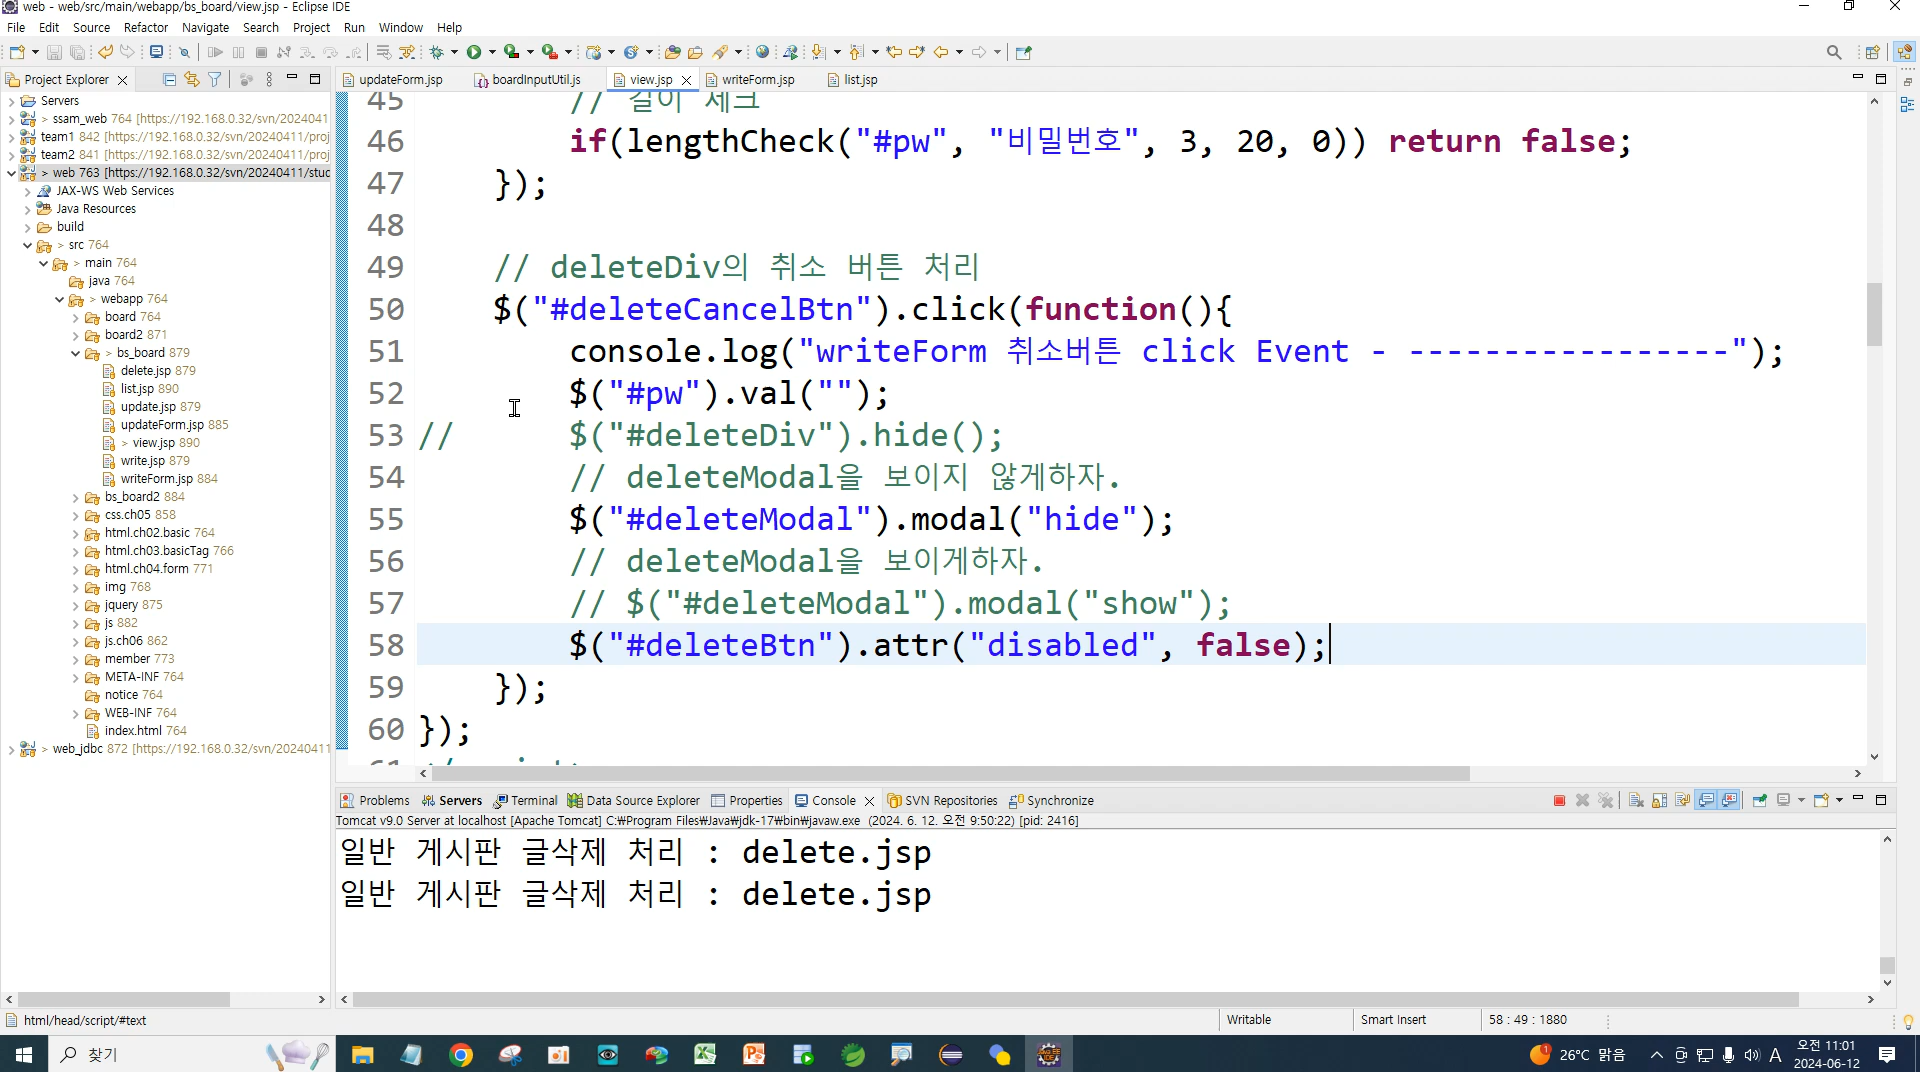 web - web/src/main/webapp/bs_board/view.jsp - Eclipse IDE
File Edit Source Refactor Navigate Search Project Run Window Help
Project Explorer
updateForm.jsp boardInputUtil.js view.jsp writeForm.jsp list.jsp
Servers
> ssam_web 764 [https://192.168.0.32/svn/2024041
team1 842 [https://192.168.0.32/svn/20240411/proj
team2 841 [https://192.168.0.32/svn/20240411/proj
> web 763 [https://192.168.0.32/svn/20240411/stud
JAX-WS Web Services
Java Resources
build
> src 764
> main 764
java 764
> webapp 764
board 764
board2 871
> bs_board 879
delete.jsp 879
list.jsp 890
update.jsp 879
updateForm.jsp 885
> view.jsp 890
write.jsp 879
writeForm.jsp 884
bs_board2 884
css.ch05 858
html.ch02.basic 764
html.ch03.basicTag 766
html.ch04.form 771
img 768
jquery 875
js 882
js.ch06 862
member 773
META-INF 764
notice 764
WEB-INF 764
index.html 764
> web_jdbc 872 [https://192.168.0.32/svn/20240411
45 // 길이 체크
46 if(lengthCheck("#pw", "비밀번호", 3, 20, 0)) return false;
47 });
48
49 // deleteDiv의 취소 버튼 처리
50 $("#deleteCancelBtn").click(function(){
51 console.log("writeForm 취소버튼 click Event - -----------------");
52 $("#pw").val("");
53 // $("#deleteDiv").hide();
54 // deleteModal을 보이지 않게하자.
55 $("#deleteModal").modal("hide");
56 // deleteModal을 보이게하자.
57 // $("#deleteModal").modal("show");
58 $("#deleteBtn").attr("disabled", false);
59 });
60 });
Problems Servers Terminal Data Source Explorer Properties Console SVN Repositories Synchronize
Tomcat v9.0 Server at localhost [Apache Tomcat] C:₩Program Files₩Java₩jdk-17₩bin₩javaw.exe (2024. 6. 12. 오전 9:50:22) [pid: 2416]
일반 게시판 글삭제 처리 : delete.jsp
일반 게시판 글삭제 처리 : delete.jsp
html/head/script/#text
Writable Smart Insert 58 : 49 : 1880
찾기
26°C 맑음
A
오전 11:01
2024-06-12